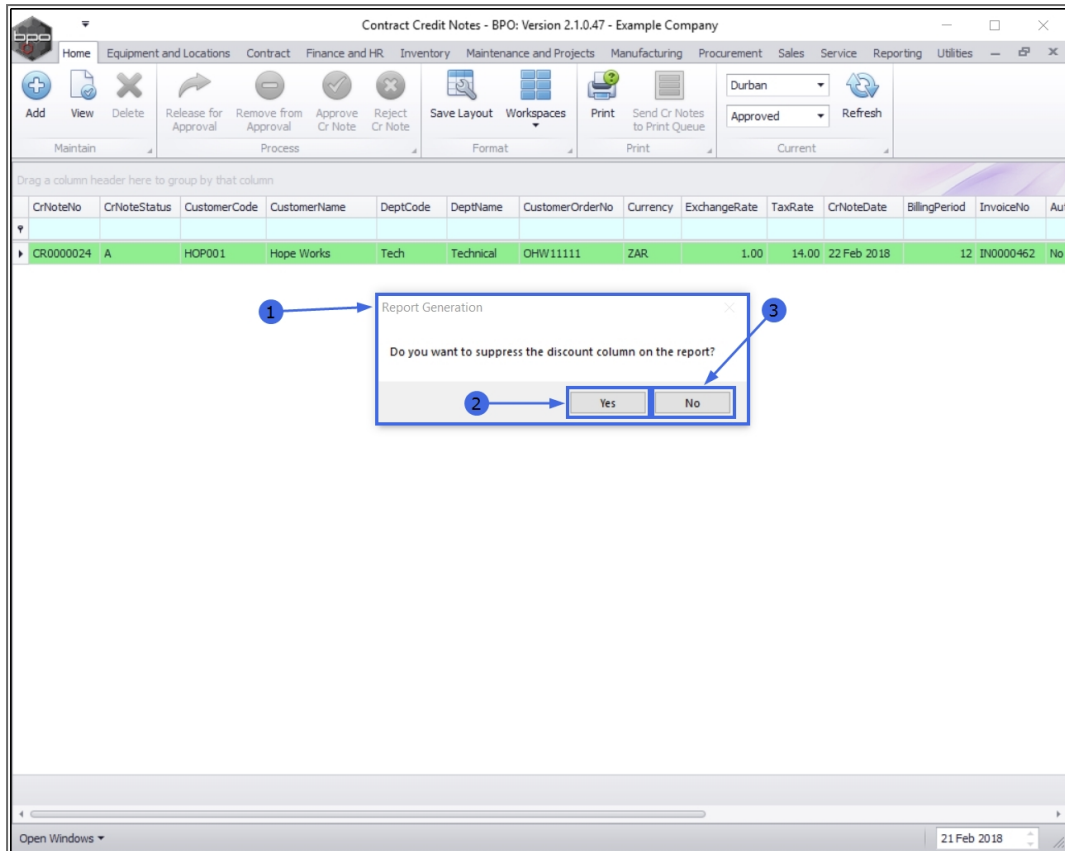 Contract Credit Notes - BPO: Version 2.1.0.47 - Example Company
bpo
Home Equipment and Locations Contract Finance and HR Inventory Maintenance and Projects Manufacturing Procurement Sales Service Reporting Utilities
Add View Delete Release for Approval Remove from Approval Approve Cr Note Reject Cr Note Save Layout Workspaces Print Send Cr Notes to Print Queue Durban Approved Refresh
Maintain Process Format Print Current
Drag a column header here to group by that column
CrNoteNo CrNoteStatus CustomerCode CustomerName DeptCode DeptName CustomerOrderNo Currency ExchangeRate TaxRate CrNoteDate BillingPeriod InvoiceNo Au
CR0000024 A HOP001 Hope Works Tech Technical OHW11111 ZAR 1.00 14.00 22 Feb 2018 12 IN0000462 No
1 Report Generation 3
Do you want to suppress the discount column on the report?
2 Yes No
Open Windows 21 Feb 2018